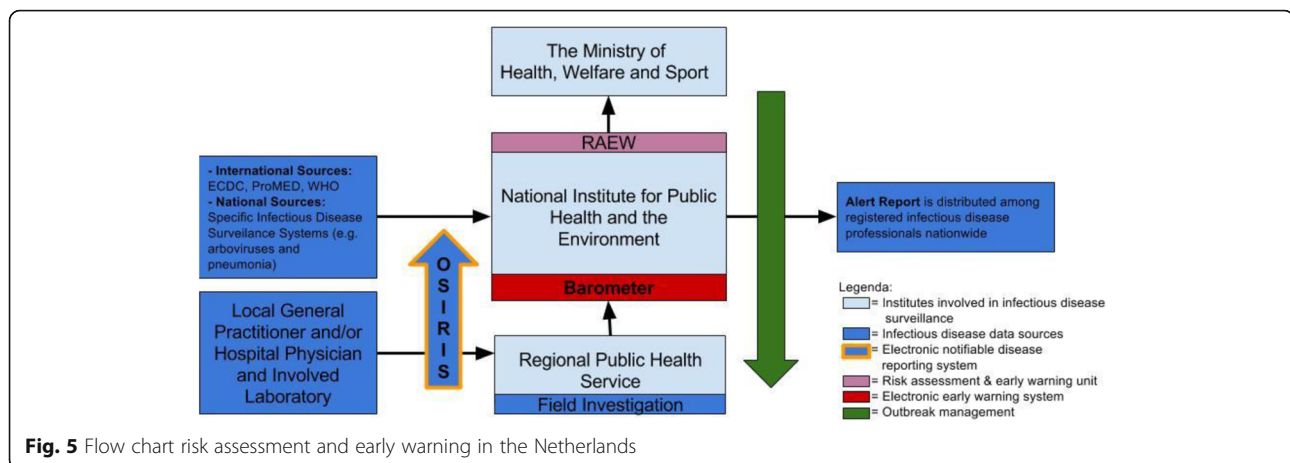 The Ministry of
Health, Welfare and Sport
RAEW
National Institute for Public
Health and the
Environment
Barometer
Regional Public Health
Service
Field Investigation
- International Sources:
ECDC, ProMED, WHO
- National Sources:
Specific Infectious Disease
Surveilance Systems (e.g.
arboviruses and
pneumonia)
Local General
Practitioner and/or
Hospital Physician
and Involved
Laboratory
OSIRIS
Alert Report is distributed among
registered infectious disease
professionals nationwide
Legenda:
= Institutes involved in infectious disease
surveillance
= Infectious disease data sources
= Electronic notifiable disease
reporting system
= Risk assessment & early warning unit
= Electronic early warning system
= Outbreak management
Fig. 5 Flow chart risk assessment and early warning in the Netherlands